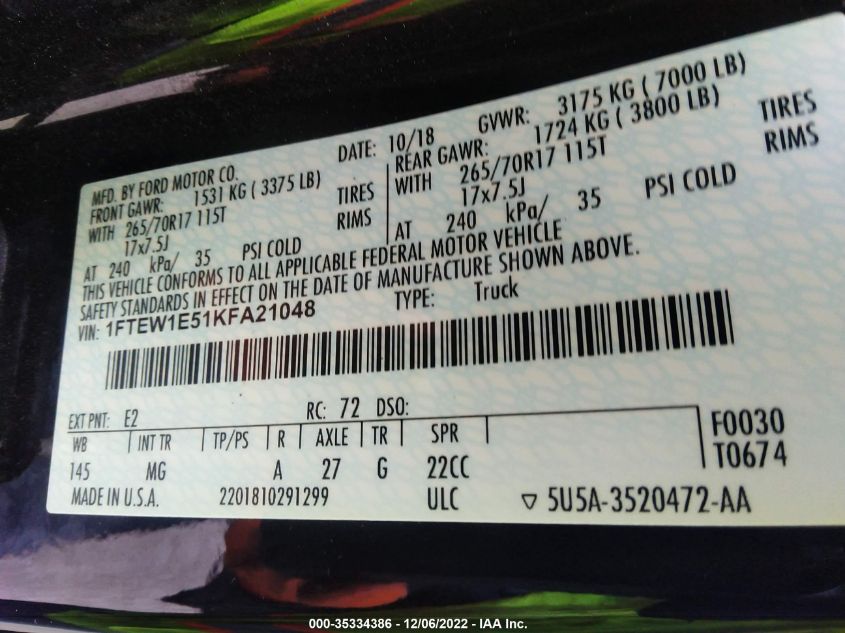 MFD. BY FORD MOTOR CO.
DATE: 10/18 GVWR: 3175 KG ( 7000 LB)
FRONT GAWR: 1531 KG ( 3375 LB)
REAR GAWR: 1724 KG ( 3800 LB)
WITH 265/70R17 115T TIRES
WITH 265/70R17 115T TIRES
17x7.5J RIMS
17x7.5J RIMS
AT 240 kPa/ 35 PSI COLD
AT 240 kPa/ 35 PSI COLD
THIS VEHICLE CONFORMS TO ALL APPLICABLE FEDERAL MOTOR VEHICLE
SAFETY STANDARDS IN EFFECT ON THE DATE OF MANUFACTURE SHOWN ABOVE.
VIN: 1FTEW1E51KFA21048 TYPE: Truck
EXT PNT: E2 RC: 72 DSO:
WB INT TR TP/PS R AXLE TR SPR F0030
145 MG A 27 G 22CC T0674
MADE IN U.S.A. 2201810291299 ULC ▽ 5U5A-3520472-AA
000-35334386 - 12/06/2022 - IAA Inc.